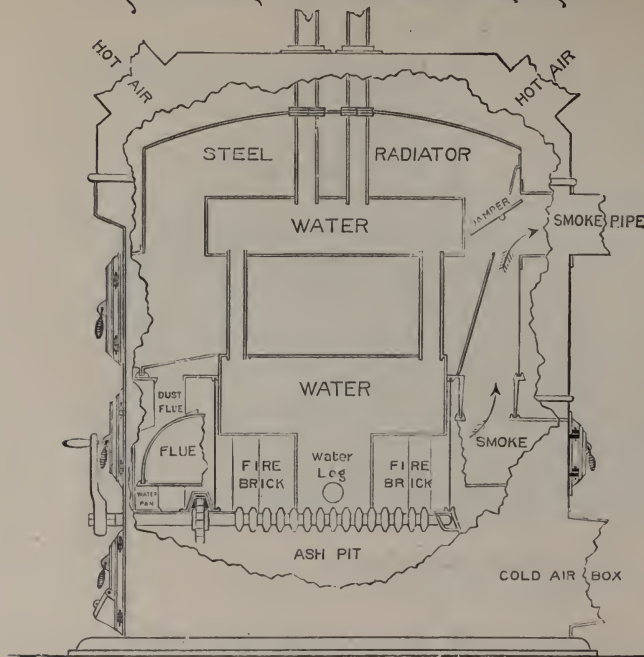 HOT AIR
HOT AIR
STEEL RADIATOR
DAMPER
WATER
SMOKE PIPE
WATER
DUST
FLUE
FLUE
FIRE
BRICK
Water
Leg
FIRE
BRICK
SMOKE
WATER
PAN
ASH PIT
COLD AIR BOX